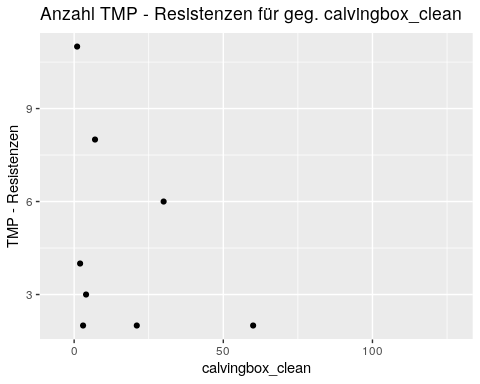 Anzahl TMP - Resistenzen für geg. calvingbox_clean
TMP - Resistenzen
9
6
3
0
50
100
calvingbox_clean